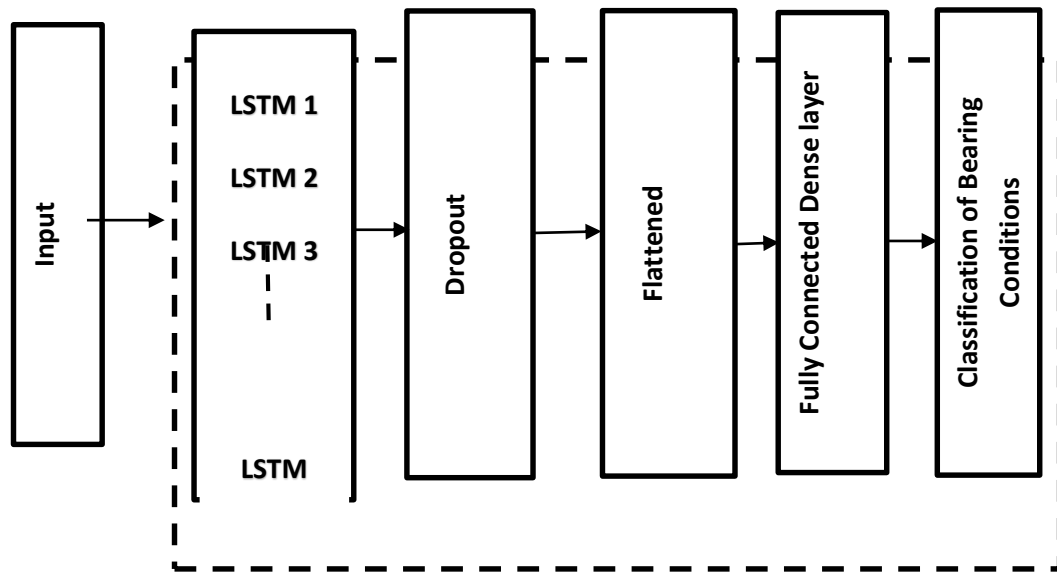 Input
LSTM 1
LSTM 2
LSTM 3
LSTM
Dropout
Flattened
Fully Connected Dense layer
Classification of Bearing
Conditions